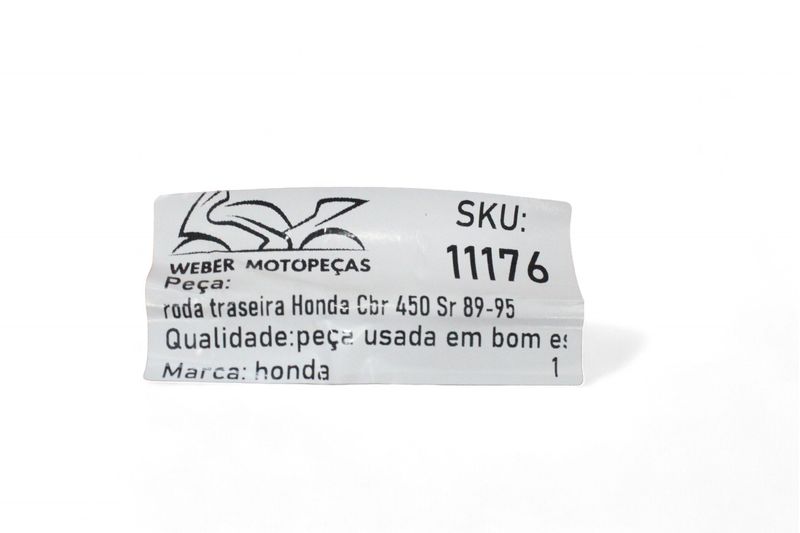 SKU:
11176
WEBER MOTOPEÇAS
Peça:
roda traseira Honda Cbr 450 Sr 89-95
Qualidade:peça usada em bom
Marca: honda 1